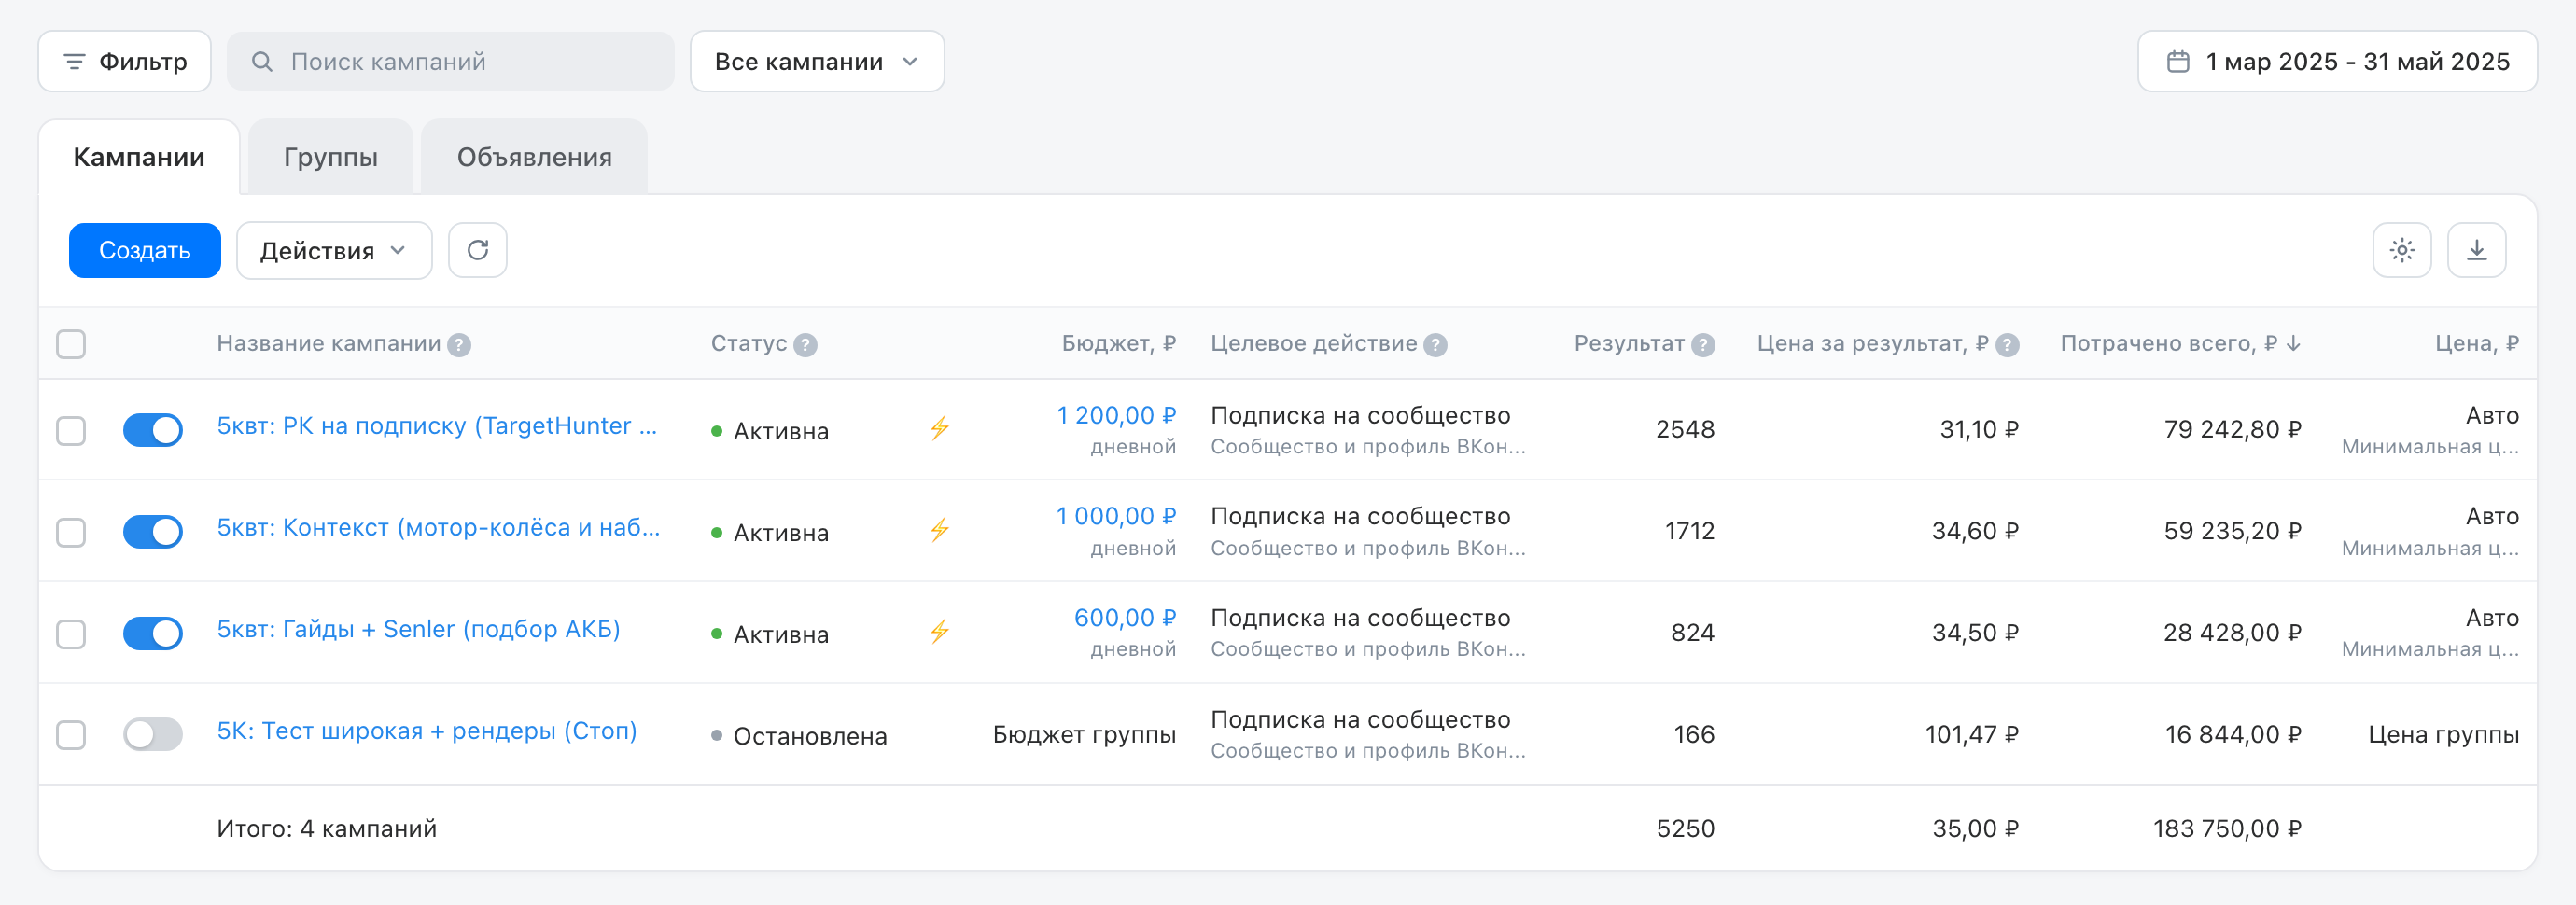 Фильтр
Поиск кампаний
Все кампании
1 мар 2025 - 31 май 2025
Кампании
Группы
Объявления
Создать
Действия
Название кампании ?
Статус ?
Бюджет, ₽
Целевое действие ?
Результат ?
Цена за результат, ₽ ?
Потрачено всего, ₽ ↓
Цена, ₽
5квт: РК на подписку (TargetHunter ...
Активна
1 200,00 ₽
дневной
Подписка на сообщество
Сообщество и профиль ВКон...
2548
31,10 ₽
79 242,80 ₽
Авто
Минимальная ц...
5квт: Контекст (мотор-колёса и наб...
Активна
1 000,00 ₽
дневной
Подписка на сообщество
Сообщество и профиль ВКон...
1712
34,60 ₽
59 235,20 ₽
Авто
Минимальная ц...
5квт: Гайды + Senler (подбор АКБ)
Активна
600,00 ₽
дневной
Подписка на сообщество
Сообщество и профиль ВКон...
824
34,50 ₽
28 428,00 ₽
Авто
Минимальная ц...
5К: Тест широкая + рендеры (Стоп)
Остановлена
Бюджет группы
Подписка на сообщество
Сообщество и профиль ВКон...
166
101,47 ₽
16 844,00 ₽
Цена группы
Итого: 4 кампаний
5250
35,00 ₽
183 750,00 ₽